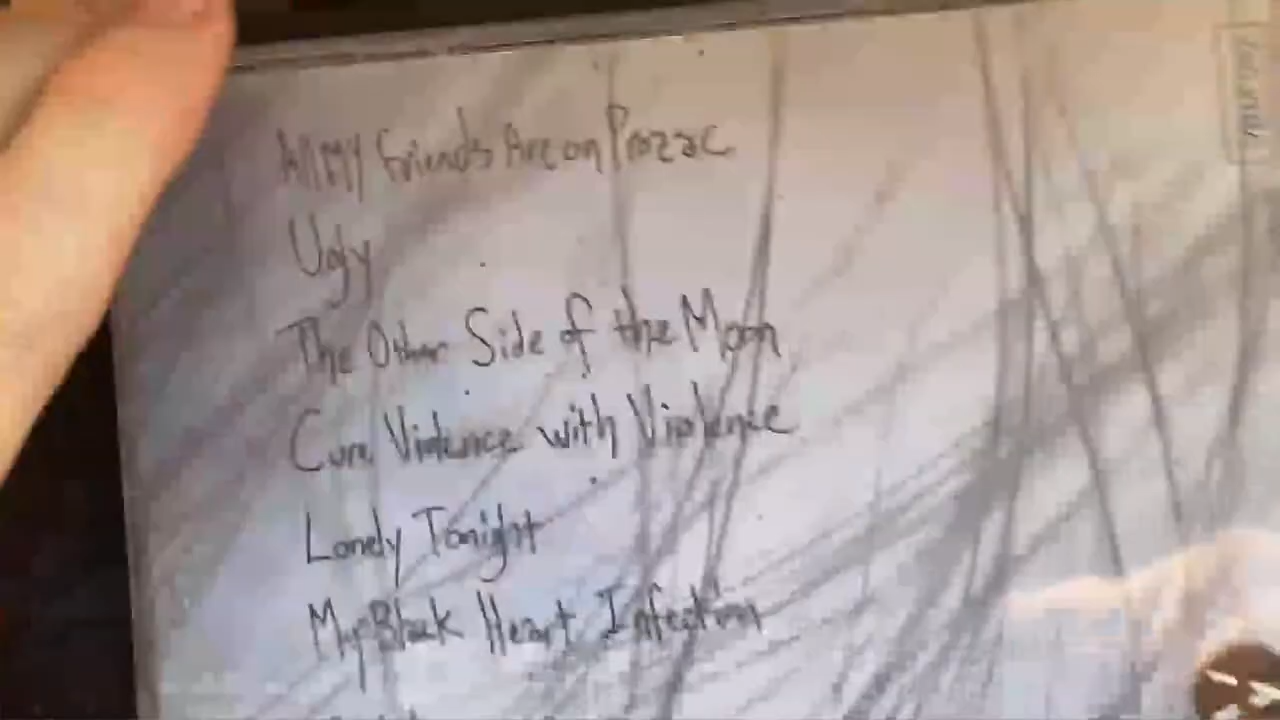 All My Friends Are on Prozac
Ugly
The Other Side of the Moon
Cure Violence with Violence
Lonely Tonight
My Black Heart Infection